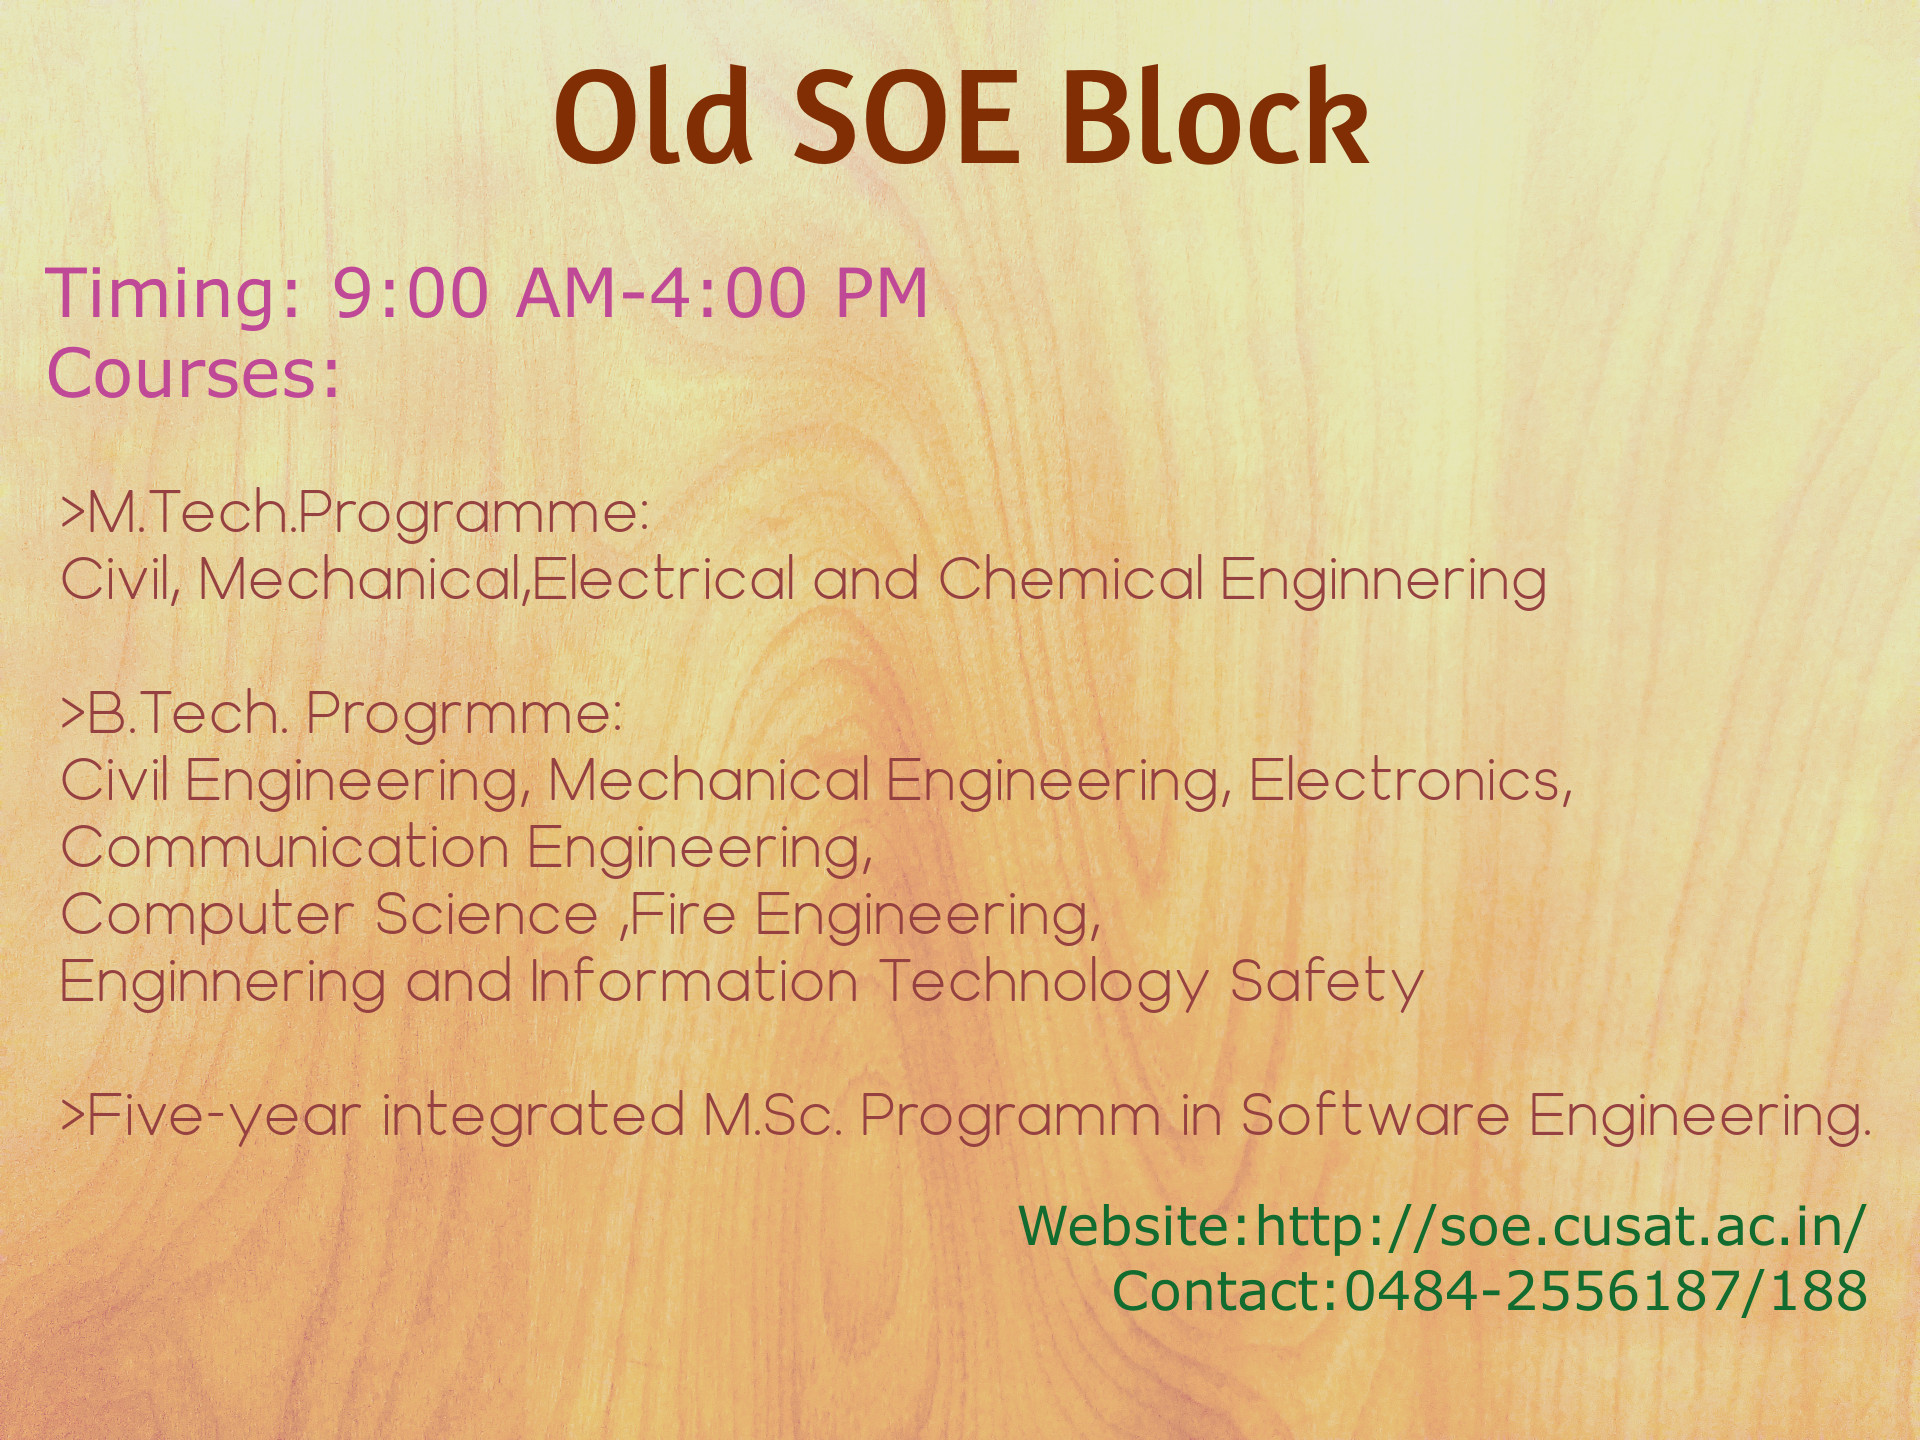 Old SOE Block
Timing: 9:00 AM-4:00 PM
Courses:
>M.Tech.Programme:
Civil, Mechanical,Electrical and Chemical Enginnering
>B.Tech. Progrmme:
Civil Engineering, Mechanical Engineering, Electronics,
Communication Engineering,
Computer Science ,Fire Engineering,
Enginnering and Information Technology Safety
>Five-year integrated M.Sc. Programm in Software Engineering.
Website:http://soe.cusat.ac.in/
Contact:0484-2556187/188